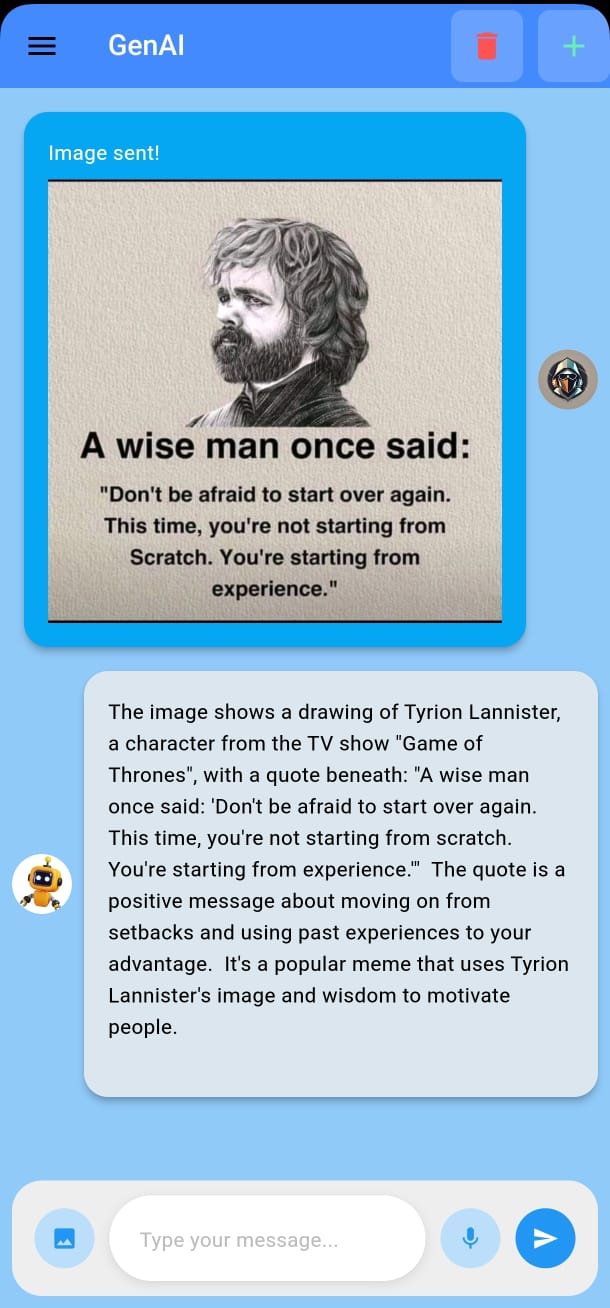 GenAI
Image sent!
A wise man once said:
"Don't be afraid to start over again.
This time, you're not starting from
Scratch. You're starting from
experience."
The image shows a drawing of Tyrion Lannister,
a character from the TV show "Game of
Thrones", with a quote beneath: "A wise man
once said: 'Don't be afraid to start over again.
This time, you're not starting from scratch.
You're starting from experience.'"  The quote is a
positive message about moving on from
setbacks and using past experiences to your
advantage.  It's a popular meme that uses Tyrion
Lannister's image and wisdom to motivate
people.
Type your message...